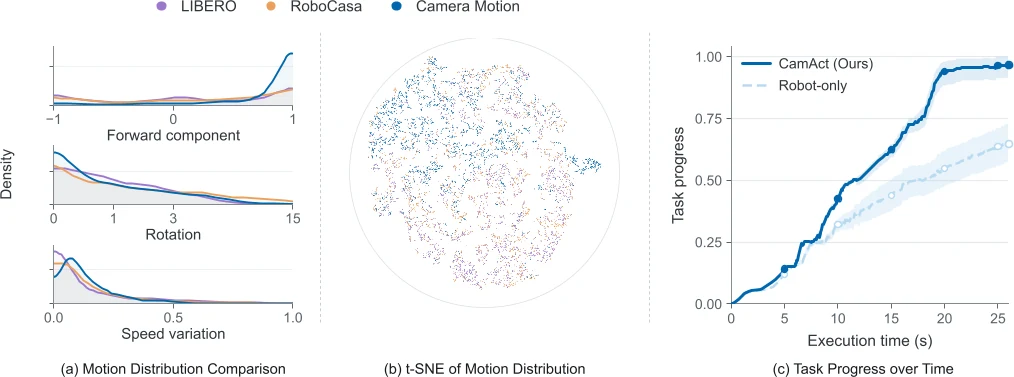 LIBERO RoboCasa Camera Motion
Density
−1 0 1
Forward component
0 1 3 15
Rotation
0.0 0.5 1.0
Speed variation
(a) Motion Distribution Comparison
(b) t-SNE of Motion Distribution
CamAct (Ours)
Robot-only
Task progress
1.00
0.75
0.50
0.25
0.00
0 5 10 15 20 25
Execution time (s)
(c) Task Progress over Time